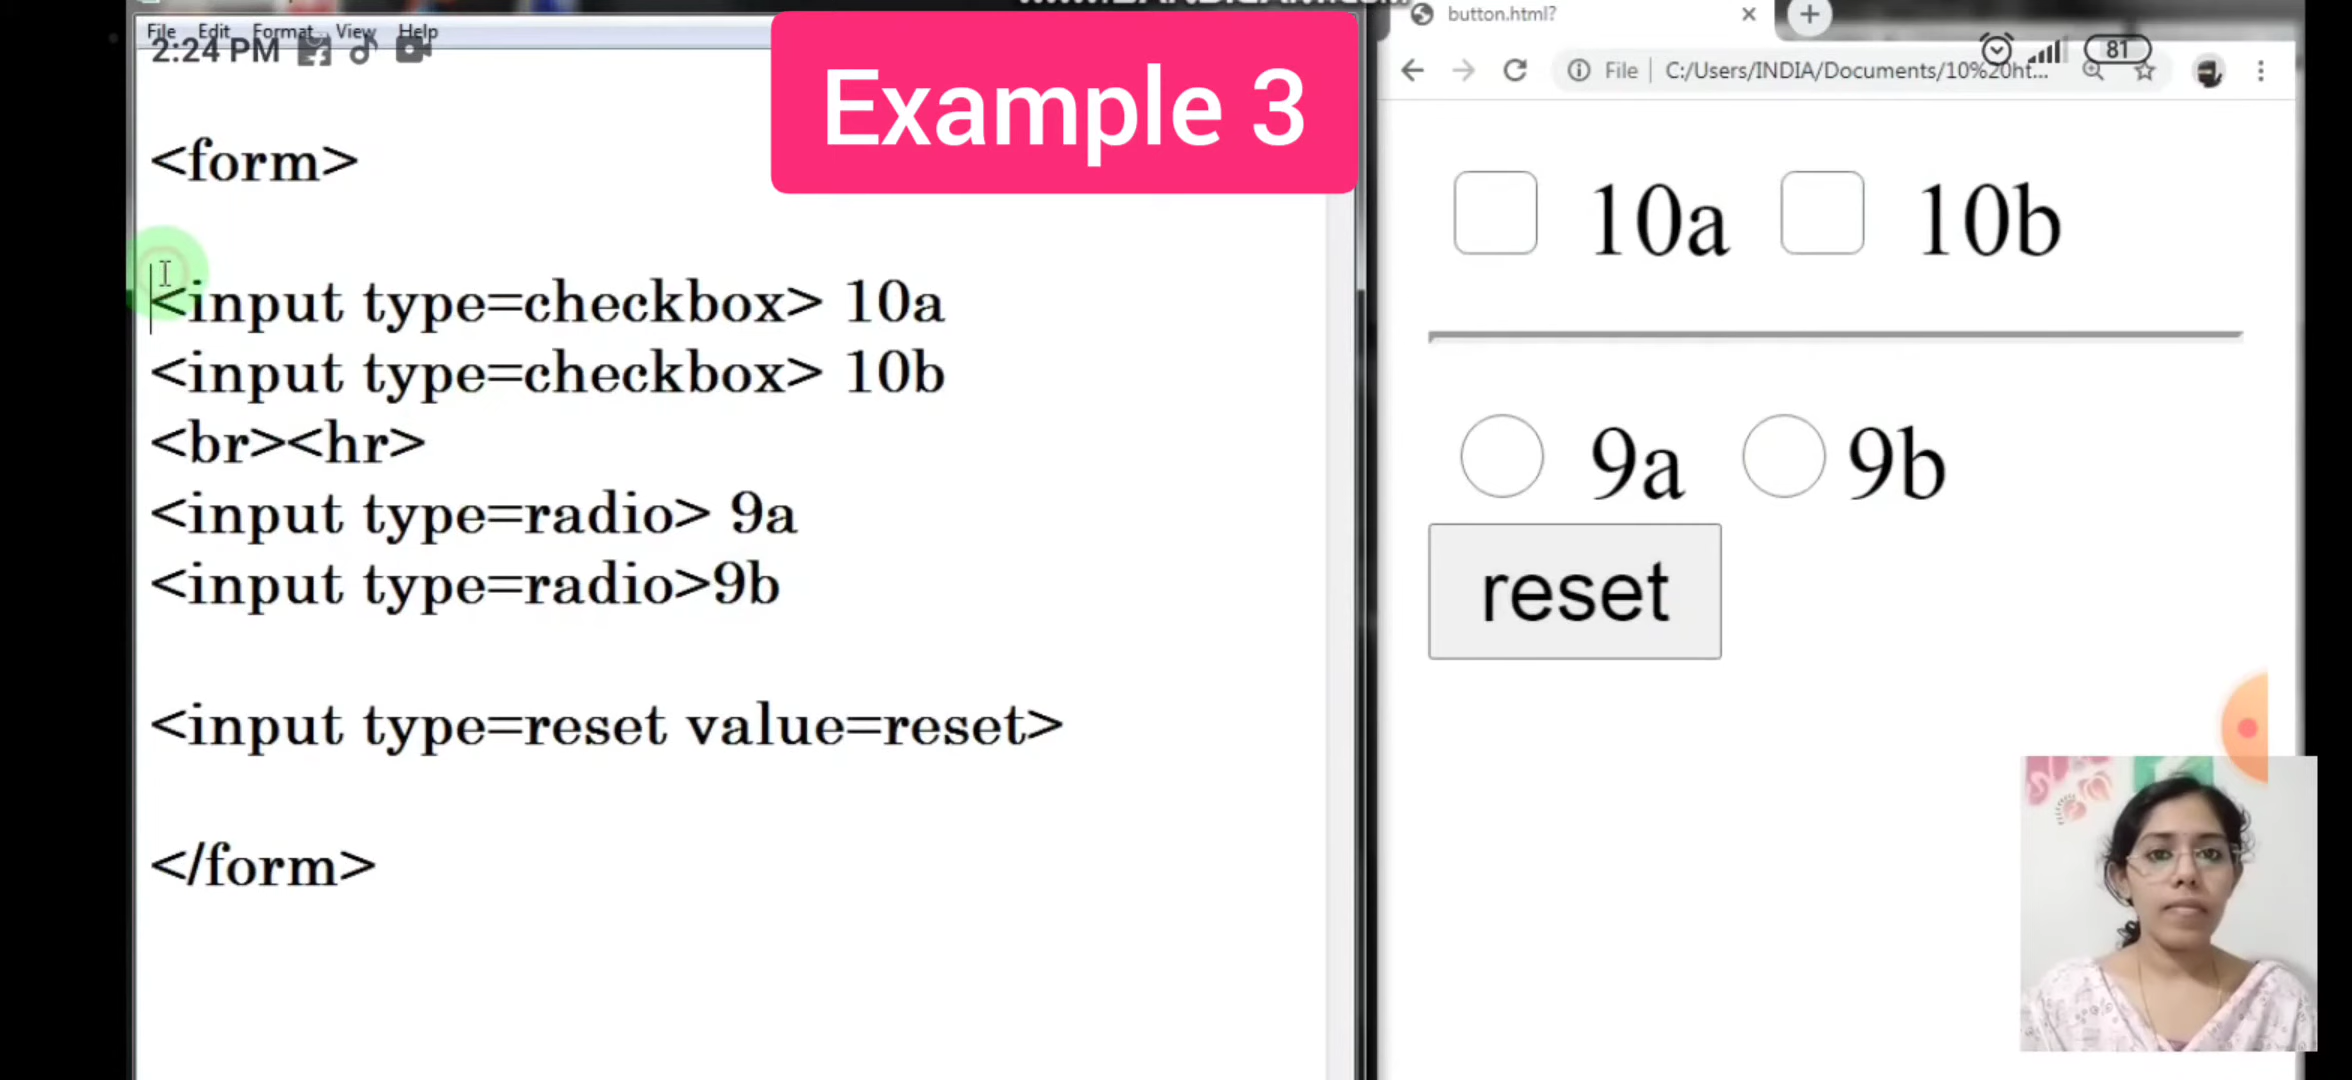 File Edit Format View Help
2:24 PM
Example 3
<form>
<input type=checkbox> 10a
<input type=checkbox> 10b
<br><hr>
<input type=radio> 9a
<input type=radio>9b
<input type=reset value=reset>
</form>
button.html?
81
File C:/Users/INDIA/Documents/10%20ht...
10a 10b
9a 9b
reset